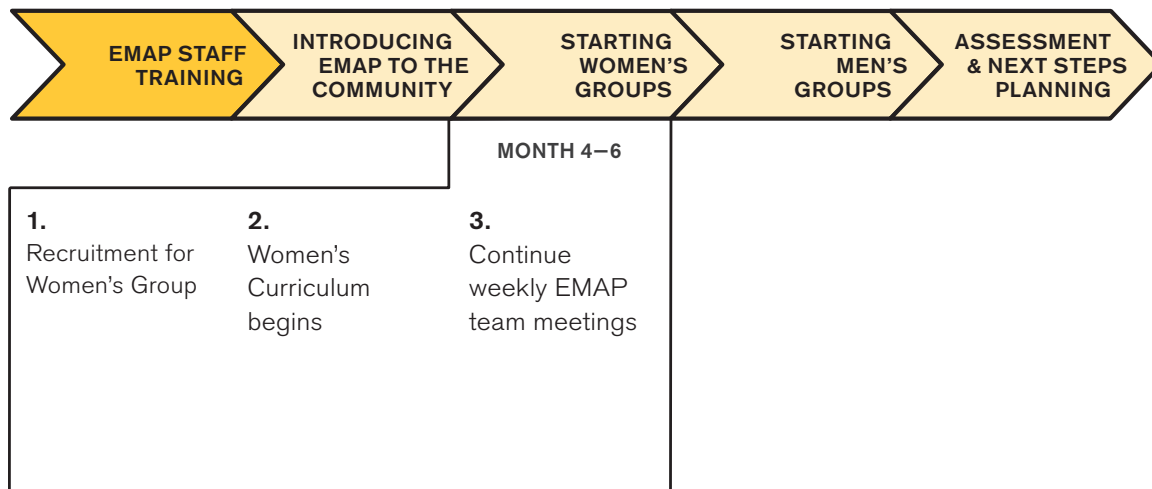 EMAP STAFF
TRAINING
INTRODUCING
EMAP TO THE
COMMUNITY
STARTING
WOMEN'S
GROUPS
STARTING
MEN'S
GROUPS
ASSESSMENT
& NEXT STEPS
PLANNING
MONTH 4–6
1.
Recruitment for
Women's Group
2.
Women's
Curriculum
begins
3.
Continue
weekly EMAP
team meetings